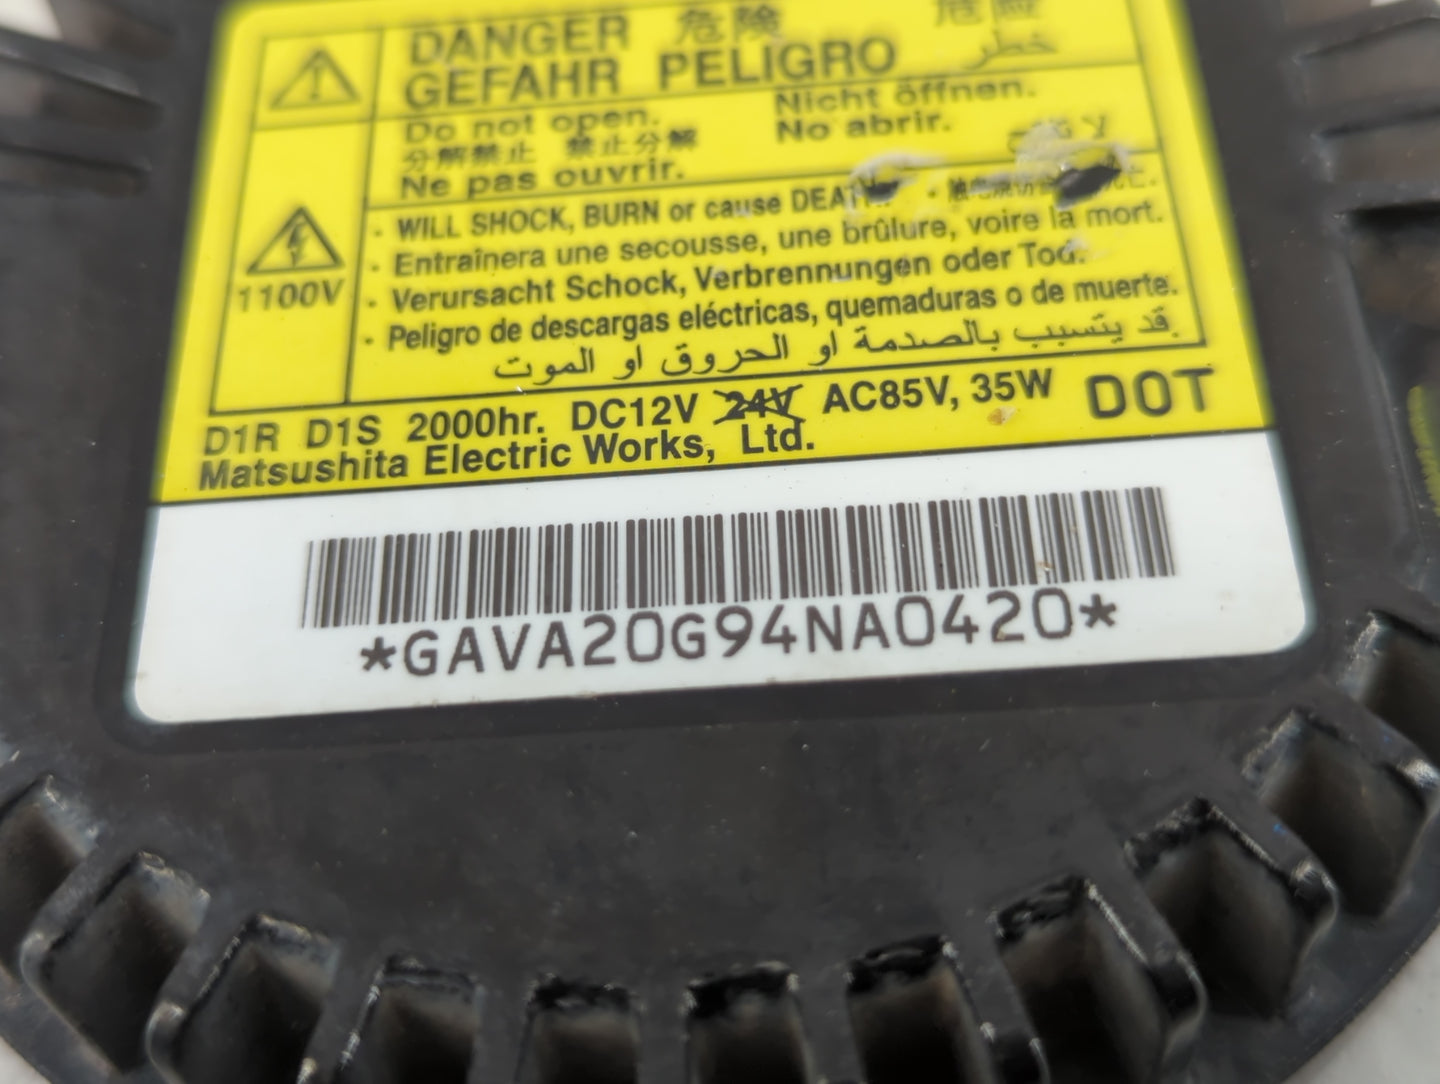 DANGER 危険 危险
GEFAHR PELIGRO خطر
Do not open. Nicht öffnen.
分解禁止 禁止分解 No abrir.
Ne pas ouvrir.
1100V
· WILL SHOCK, BURN or cause DEATH.
· Entraînera une secousse, une brûlure, voire la mort.
· Verursacht Schock, Verbrennungen oder Tod.
· Peligro de descargas eléctricas, quemaduras o de muerte.
قد يتسبب بالصدمة او الحروق او الموت.
D1R D1S 2000hr. DC12V 24V AC85V, 35W DOT
Matsushita Electric Works, Ltd.
*GAVA20G94NA0420*